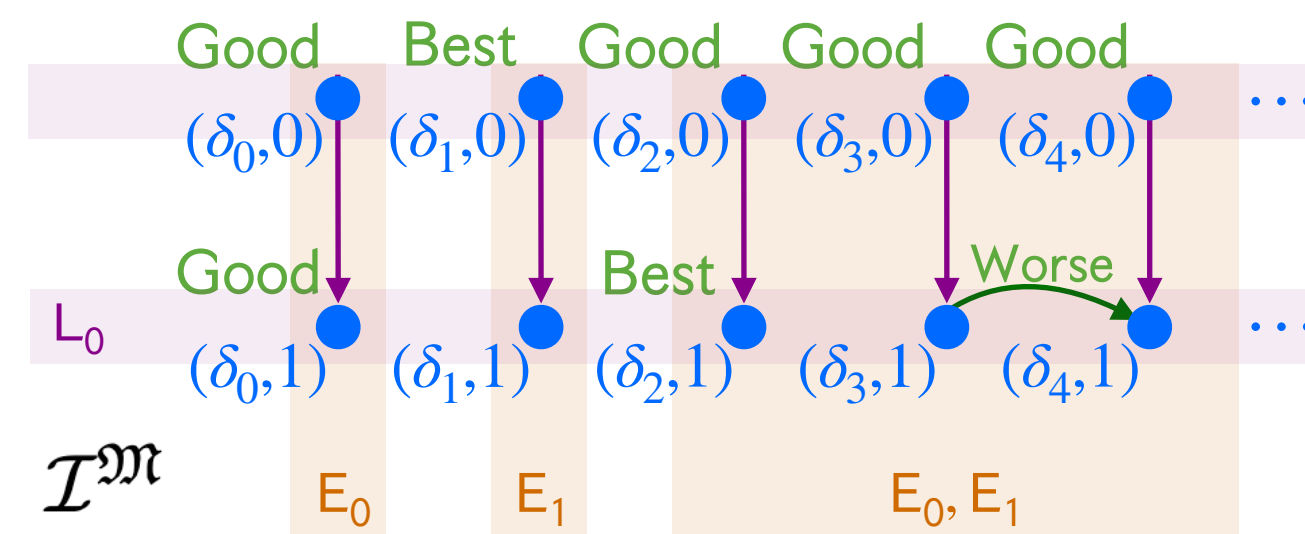 Good Best Good Good Good
(δ₀,0) (δ₁,0) (δ₂,0) (δ₃,0) (δ₄,0) ⋯
Good Best Worse
L₀ ⋯
(δ₀,1) (δ₁,1) (δ₂,1) (δ₃,1) (δ₄,1)
ℐ^𝔐 E₀ E₁ E₀, E₁